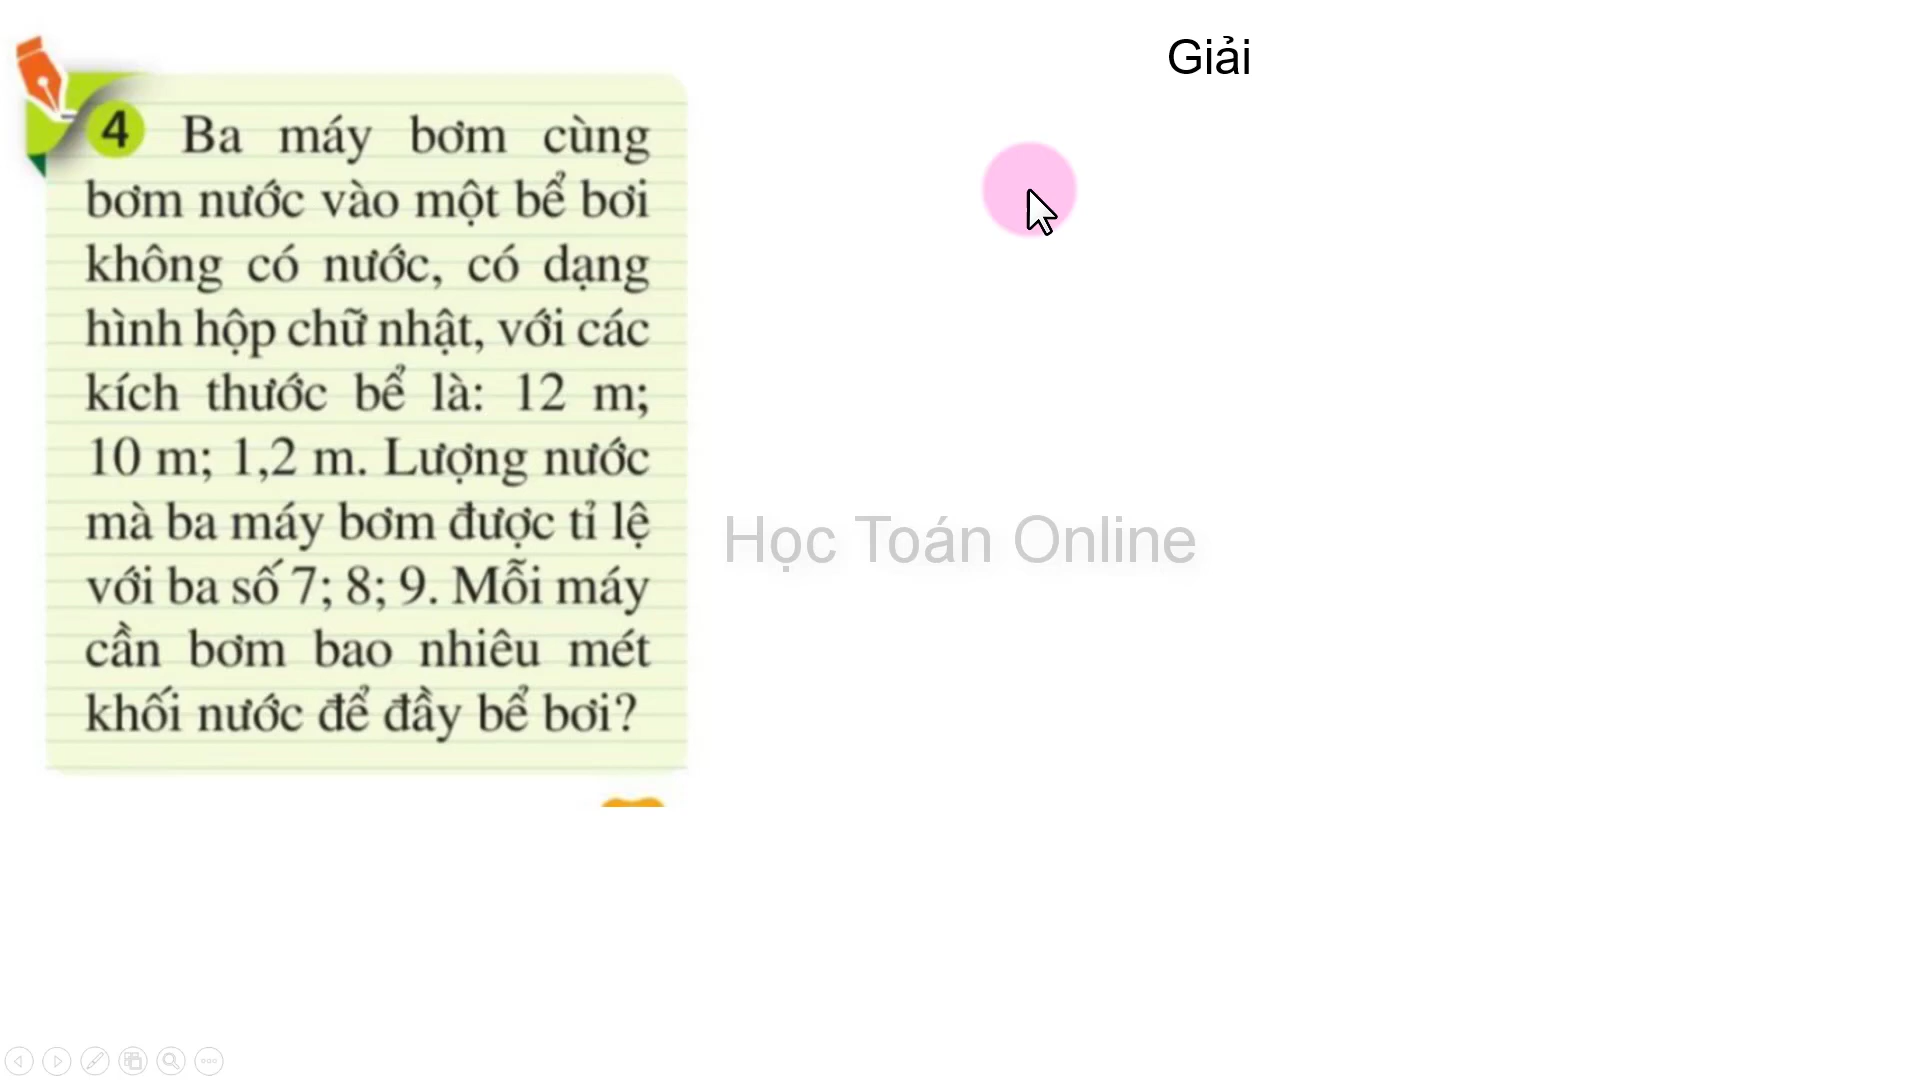 Giải
4 Ba máy bơm cùng
bơm nước vào một bể bơi
không có nước, có dạng
hình hộp chữ nhật, với các
kích thước bể là: 12 m;
10 m; 1,2 m. Lượng nước
mà ba máy bơm được tỉ lệ
với ba số 7; 8; 9. Mỗi máy
cần bơm bao nhiêu mét
khối nước để đầy bể bơi?
Học Toán Online